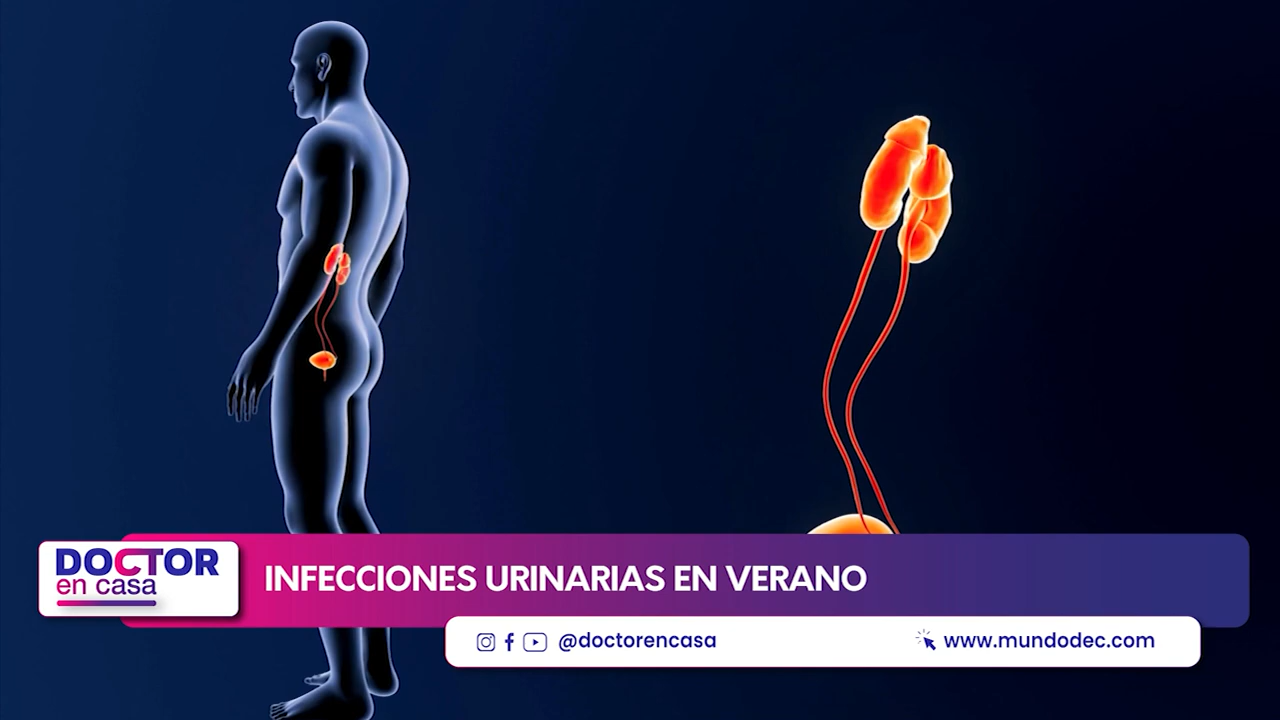 DOCTOR
en casa
INFECCIONES URINARIAS EN VERANO
@doctorencasa
www.mundodec.com